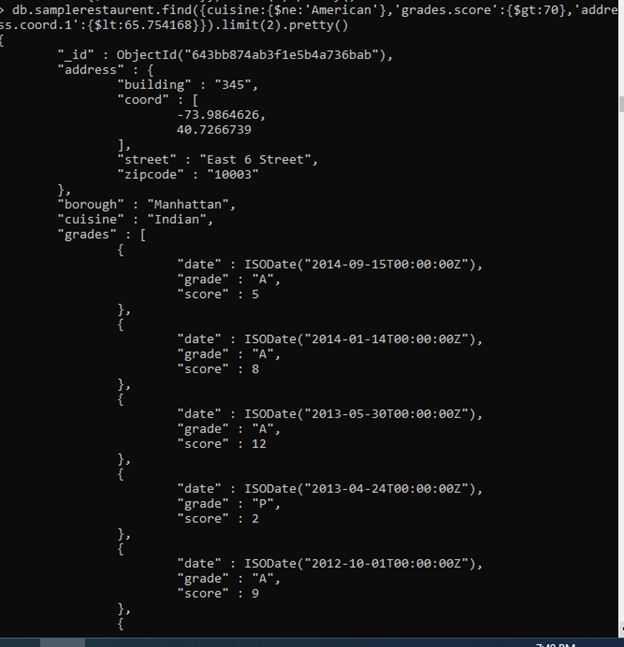 > db.samplerestaurent.find({cuisine:{$ne:'American'},'grades.score':{$gt:70},'addre
ss.coord.1':{$lt:65.754168}}).limit(2).pretty()
{
"_id" : ObjectId("643bb874ab3f1e5b4a736bab"),
"address" : {
"building" : "345",
"coord" : [
-73.9864626,
40.7266739
],
"street" : "East 6 Street",
"zipcode" : "10003"
},
"borough" : "Manhattan",
"cuisine" : "Indian",
"grades" : [
{
"date" : ISODate("2014-09-15T00:00:00Z"),
"grade" : "A",
"score" : 5
},
{
"date" : ISODate("2014-01-14T00:00:00Z"),
"grade" : "A",
"score" : 8
},
{
"date" : ISODate("2013-05-30T00:00:00Z"),
"grade" : "A",
"score" : 12
},
{
"date" : ISODate("2013-04-24T00:00:00Z"),
"grade" : "P",
"score" : 2
},
{
"date" : ISODate("2012-10-01T00:00:00Z"),
"grade" : "A",
"score" : 9
},
{